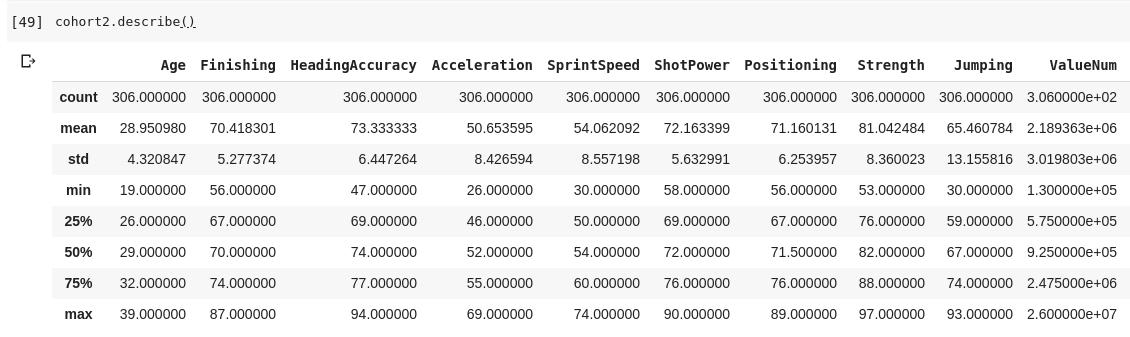 [49] cohort2.describe()
Age Finishing HeadingAccuracy Acceleration SprintSpeed ShotPower Positioning Strength Jumping ValueNum
count 306.000000 306.000000 306.000000 306.000000 306.000000 306.000000 306.000000 306.000000 306.000000 3.060000e+02
mean 28.950980 70.418301 73.333333 50.653595 54.062092 72.163399 71.160131 81.042484 65.460784 2.189363e+06
std 4.320847 5.277374 6.447264 8.426594 8.557198 5.632991 6.253957 8.360023 13.155816 3.019803e+06
min 19.000000 56.000000 47.000000 26.000000 30.000000 58.000000 56.000000 53.000000 30.000000 1.300000e+05
25% 26.000000 67.000000 69.000000 46.000000 50.000000 69.000000 67.000000 76.000000 59.000000 5.750000e+05
50% 29.000000 70.000000 74.000000 52.000000 54.000000 72.000000 71.500000 82.000000 67.000000 9.250000e+05
75% 32.000000 74.000000 77.000000 55.000000 60.000000 76.000000 76.000000 88.000000 74.000000 2.475000e+06
max 39.000000 87.000000 94.000000 69.000000 74.000000 90.000000 89.000000 97.000000 93.000000 2.600000e+07